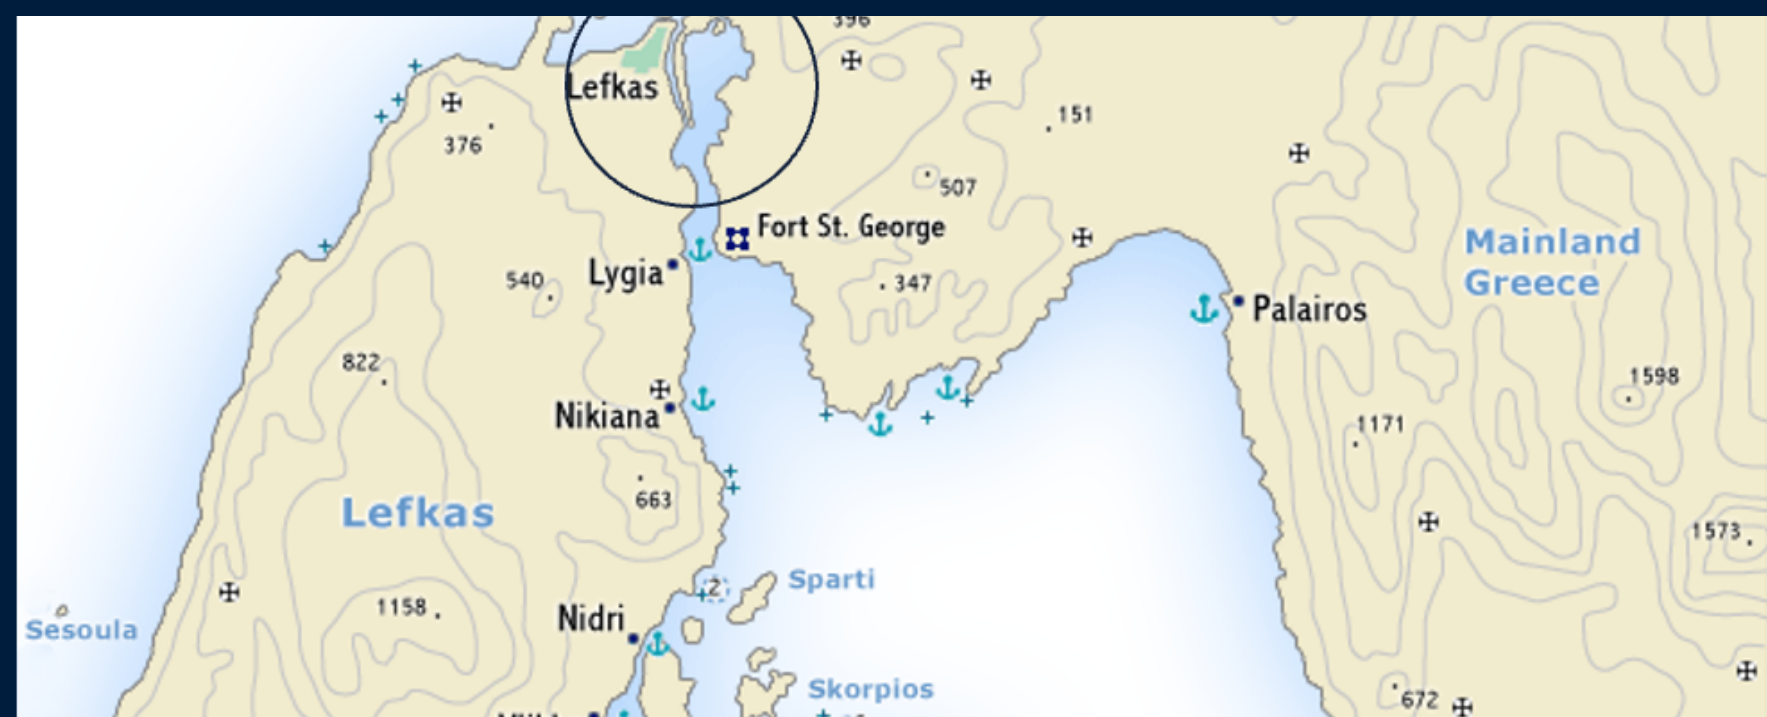 396
Lefkas
376
151
507
Fort St. George
Mainland
Greece
Lygia
540
347
Palairos
822
1598
Nikiana
1171
663
Lefkas
1573
2
Sparti
1158
Nidri
Sesoula
Skorpios
672